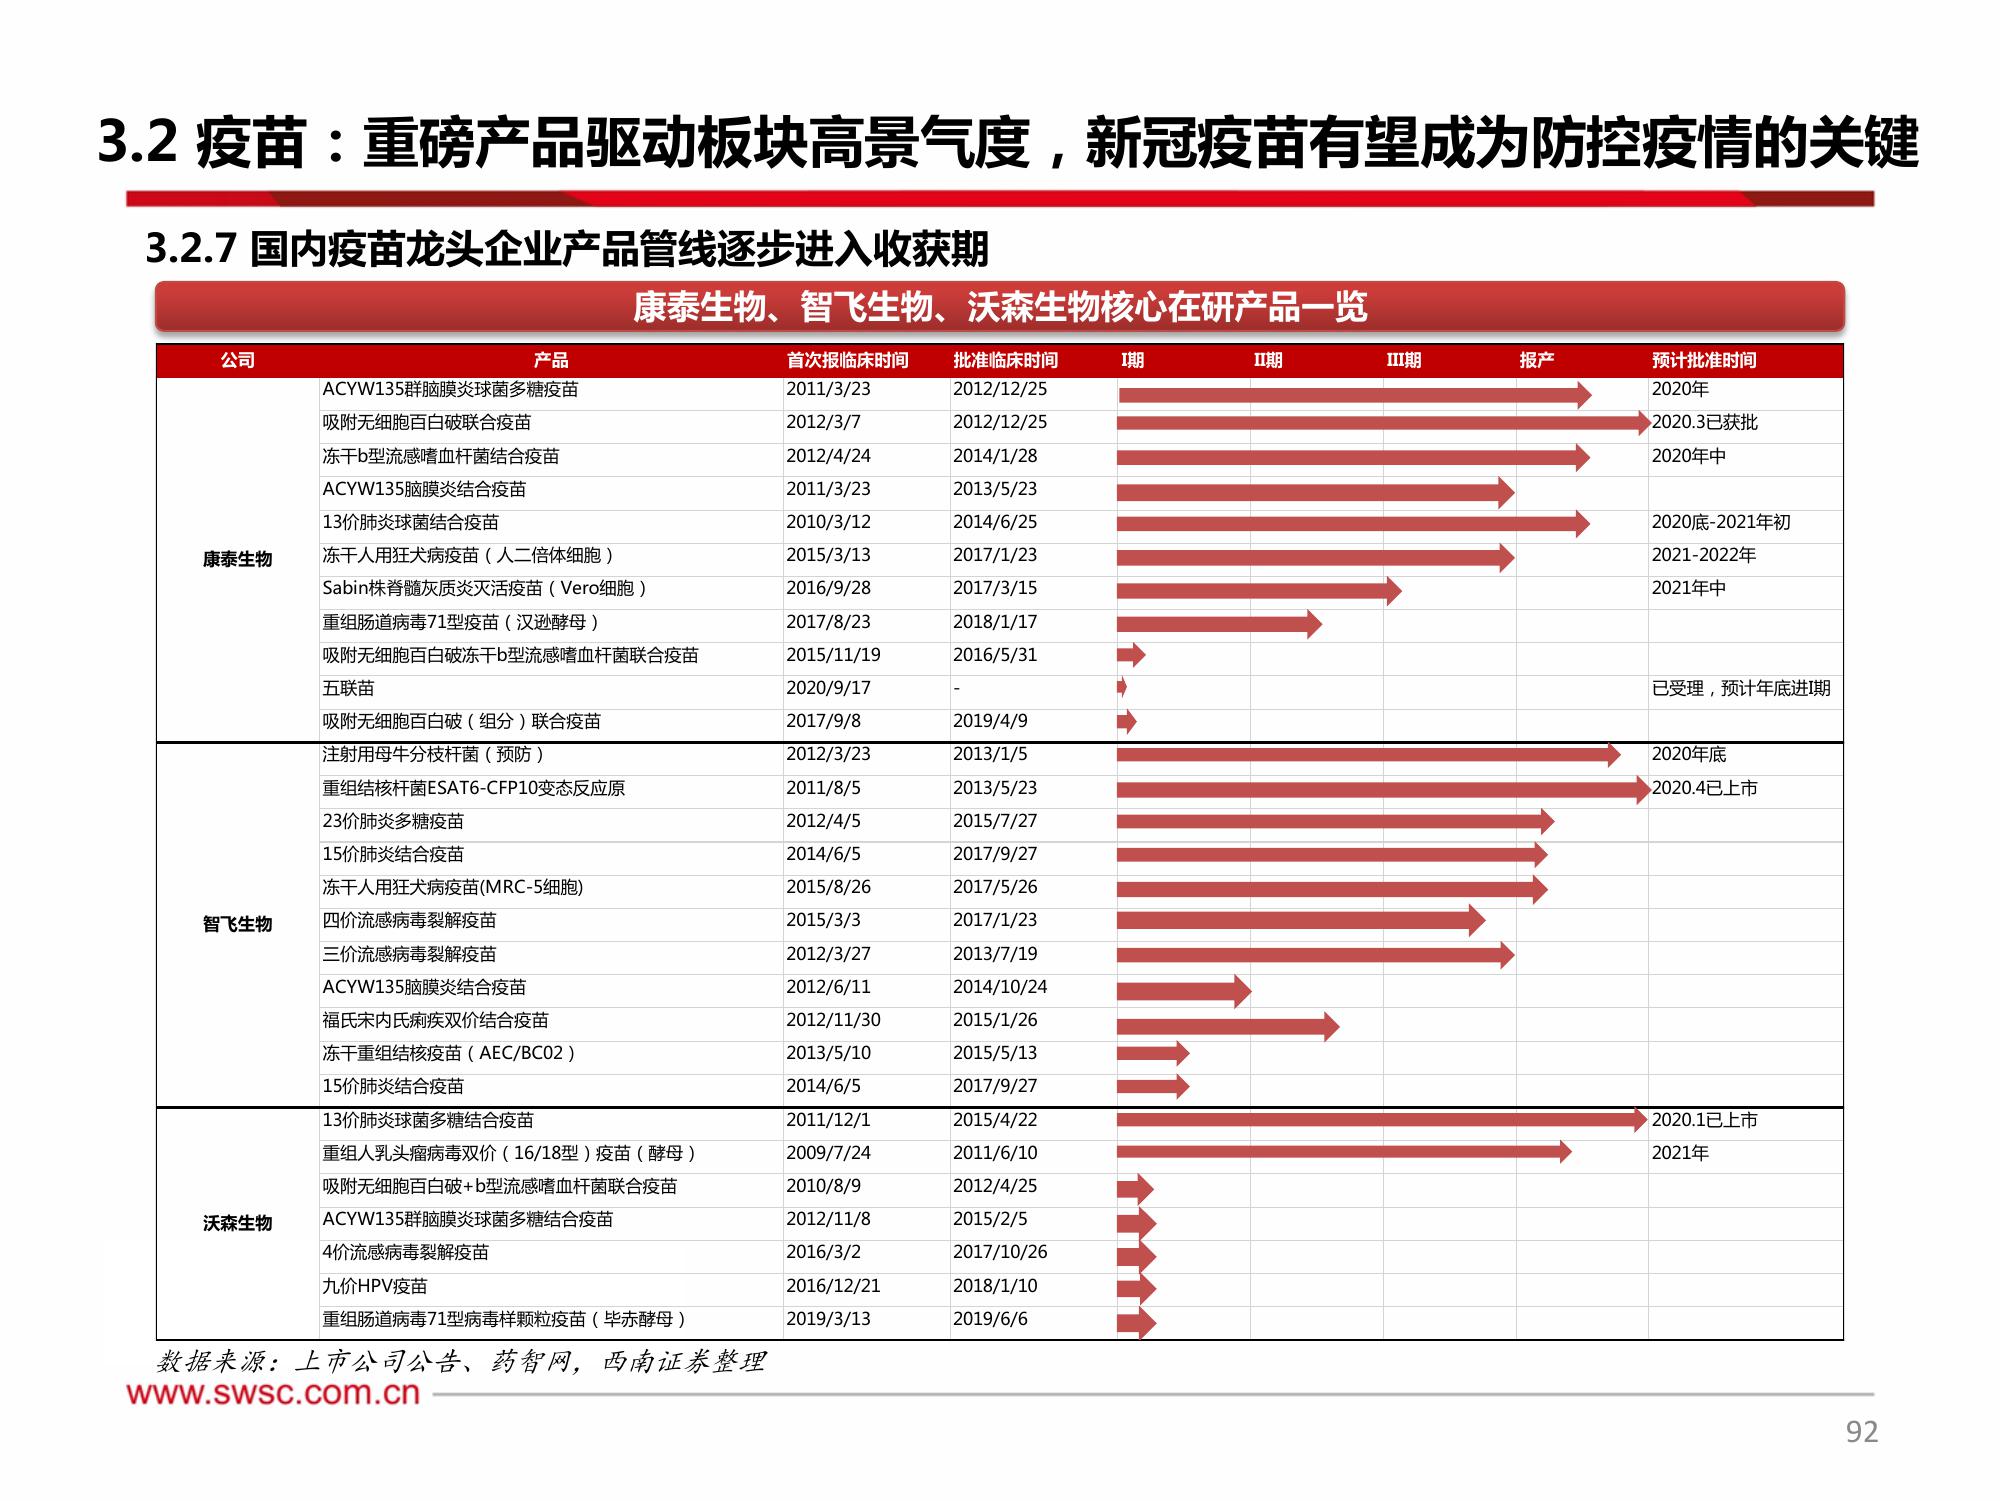 3.2 疫苗：重磅产品驱动板块高景气度，新冠疫苗有望成为防控疫情的关键
3.2.7 国内疫苗龙头企业产品管线逐步进入收获期
康泰生物、智飞生物、沃森生物核心在研产品一览
公司 产品 首次报临床时间 批准临床时间 I期 II期 III期 报产 预计批准时间
康泰生物
ACYW135群脑膜炎球菌多糖疫苗 2011/3/23 2012/12/25 2020年
吸附无细胞百白破联合疫苗 2012/3/7 2012/12/25 2020.3已获批
冻干b型流感嗜血杆菌结合疫苗 2012/4/24 2014/1/28 2020年中
ACYW135脑膜炎结合疫苗 2011/3/23 2013/5/23
13价肺炎球菌结合疫苗 2010/3/12 2014/6/25 2020底-2021年初
冻干人用狂犬病疫苗（人二倍体细胞） 2015/3/13 2017/1/23 2021-2022年
Sabin株脊髓灰质炎灭活疫苗（Vero细胞） 2016/9/28 2017/3/15 2021年中
重组肠道病毒71型疫苗（汉逊酵母） 2017/8/23 2018/1/17
吸附无细胞百白破冻干b型流感嗜血杆菌联合疫苗 2015/11/19 2016/5/31
五联苗 2020/9/17 - 已受理，预计年底进I期
吸附无细胞百白破（组分）联合疫苗 2017/9/8 2019/4/9
智飞生物
注射用母牛分枝杆菌（预防） 2012/3/23 2013/1/5 2020年底
重组结核杆菌ESAT6-CFP10变态反应原 2011/8/5 2013/5/23 2020.4已上市
23价肺炎多糖疫苗 2012/4/5 2015/7/27
15价肺炎结合疫苗 2014/6/5 2017/9/27
冻干人用狂犬病疫苗(MRC-5细胞) 2015/8/26 2017/5/26
四价流感病毒裂解疫苗 2015/3/3 2017/1/23
三价流感病毒裂解疫苗 2012/3/27 2013/7/19
ACYW135脑膜炎结合疫苗 2012/6/11 2014/10/24
福氏宋内氏痢疾双价结合疫苗 2012/11/30 2015/1/26
冻干重组结核疫苗（AEC/BC02） 2013/5/10 2015/5/13
15价肺炎结合疫苗 2014/6/5 2017/9/27
沃森生物
13价肺炎球菌多糖结合疫苗 2011/12/1 2015/4/22 2020.1已上市
重组人乳头瘤病毒双价（16/18型）疫苗（酵母） 2009/7/24 2011/6/10 2021年
吸附无细胞百白破+b型流感嗜血杆菌联合疫苗 2010/8/9 2012/4/25
ACYW135群脑膜炎球菌多糖结合疫苗 2012/11/8 2015/2/5
4价流感病毒裂解疫苗 2016/3/2 2017/10/26
九价HPV疫苗 2016/12/21 2018/1/10
重组肠道病毒71型病毒样颗粒疫苗（毕赤酵母） 2019/3/13 2019/6/6
数据来源：上市公司公告、药智网，西南证券整理
www.swsc.com.cn
92